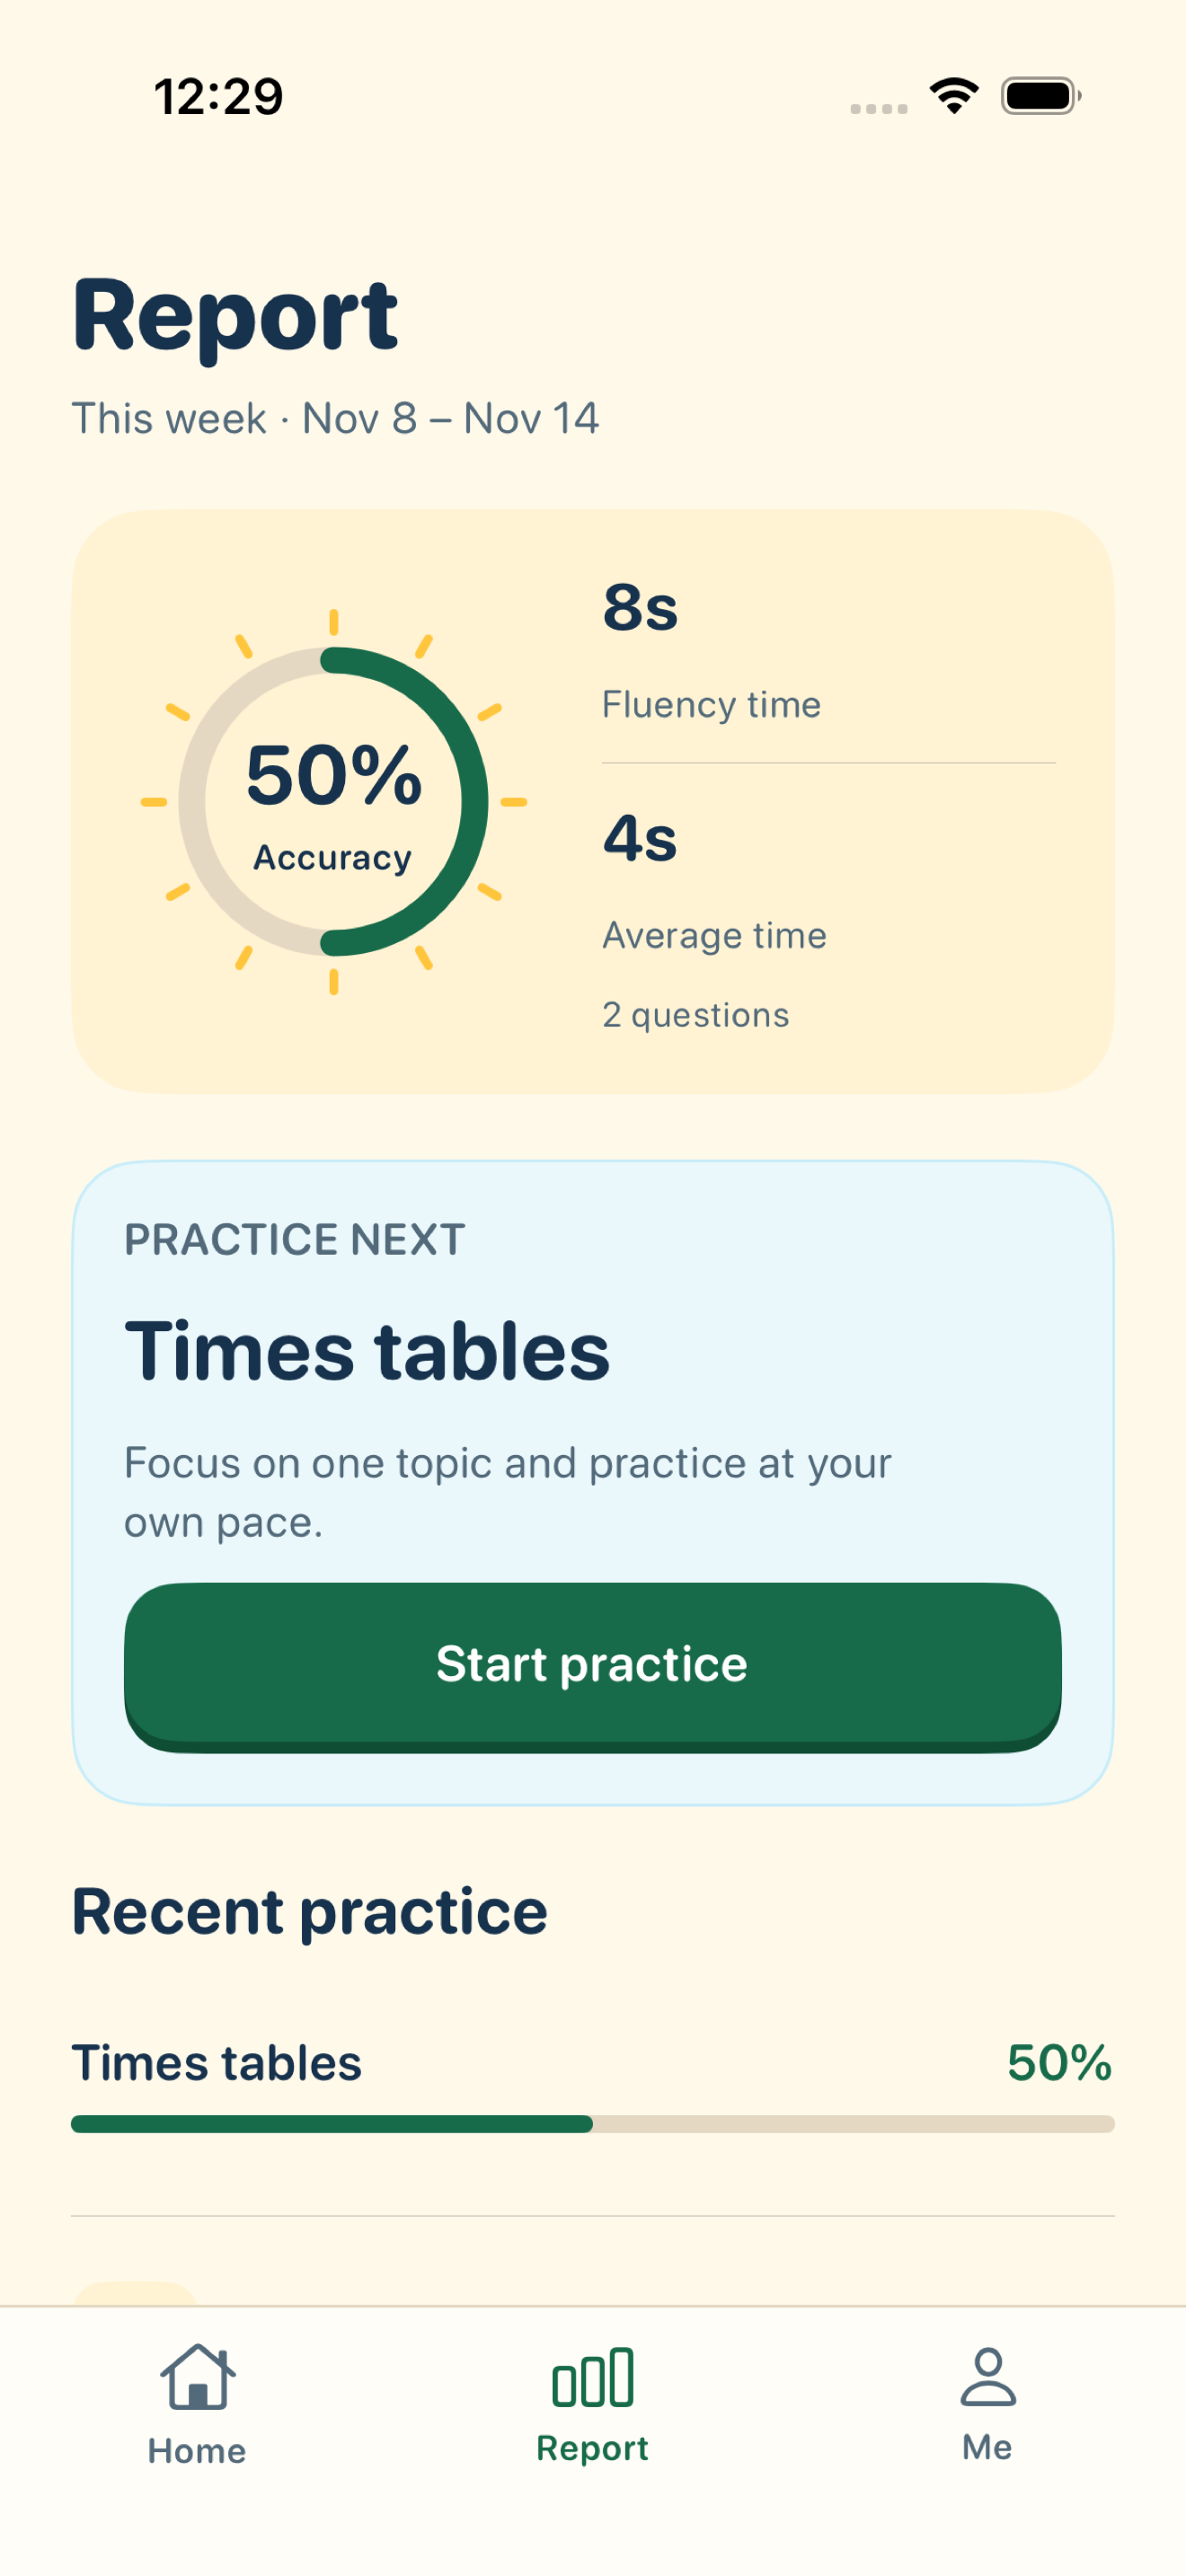 12:29
Report
This week · Nov 8 – Nov 14
50%
Accuracy
8s
Fluency time
4s
Average time
2 questions
PRACTICE NEXT
Times tables
Focus on one topic and practice at your
own pace.
Start practice
Recent practice
Times tables 50%
Home Report Me